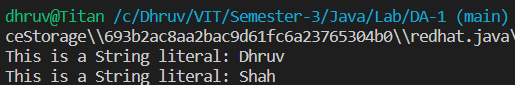 dhruv@Titan /c/Dhruv/VIT/Semester-3/Java/Lab/DA-1 (main)
ceStorage\\693b2ac8aa2bac9d61fc6a23765304b0\\redhat.java\
This is a String literal: Dhruv
This is a String literal: Shah